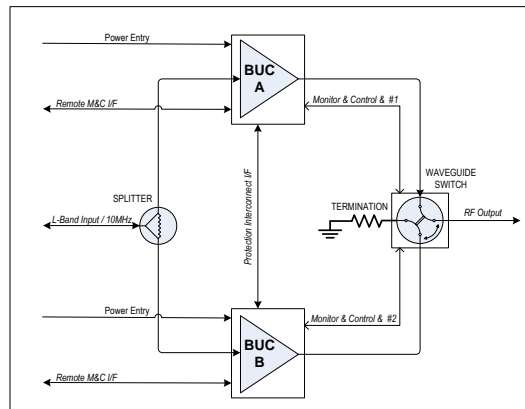 Power Entry
BUC
A
Remote M&C I/F
Monitor & Control & #1
WAVEGUIDE
SWITCH
SPLITTER
Protection Interconnect I/F
TERMINATION
L-Band Input / 10MHz
RF Output
Power Entry
Monitor & Control & #2
BUC
B
Remote M&C I/F